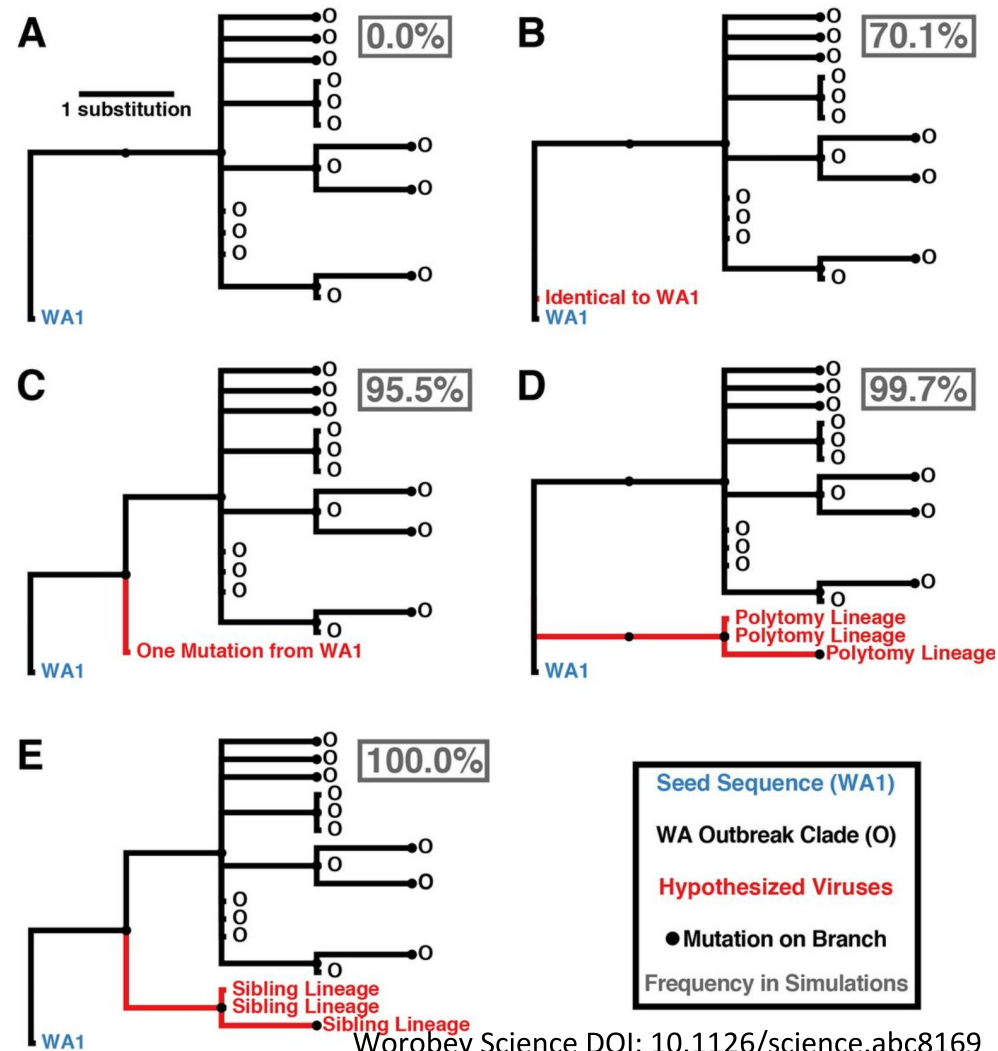 A
0.0%
O
O
O
1 substitution
O
O
O
O
O
O
O
O
O
O
O
WA1
B
70.1%
O
O
O
O
O
O
O
O
O
O
O
O
O
O
Identical to WA1
WA1
C
95.5%
O
O
O
O
O
O
O
O
O
O
O
O
O
O
One Mutation from WA1
WA1
D
99.7%
O
O
O
O
O
O
O
O
O
O
O
O
O
O
Polytomy Lineage
Polytomy Lineage
Polytomy Lineage
WA1
E
100.0%
O
O
O
O
O
O
O
O
O
O
O
O
O
O
Sibling Lineage
Sibling Lineage
Sibling Lineage
WA1
Seed Sequence (WA1)
WA Outbreak Clade (O)
Hypothesized Viruses
Mutation on Branch
Frequency in Simulations
Worobey Science DOI: 10.1126/science.abc8169